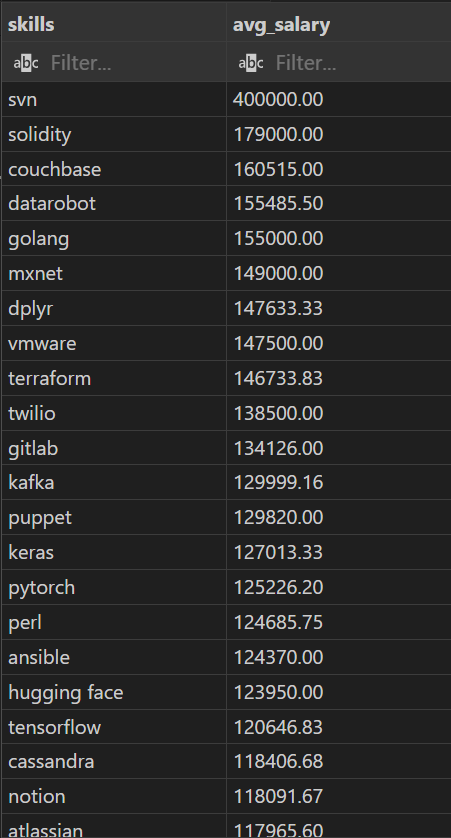 skills avg_salary
abc Filter... abc Filter...
svn 400000.00
solidity 179000.00
couchbase 160515.00
datarobot 155485.50
golang 155000.00
mxnet 149000.00
dplyr 147633.33
vmware 147500.00
terraform 146733.83
twilio 138500.00
gitlab 134126.00
kafka 129999.16
puppet 129820.00
keras 127013.33
pytorch 125226.20
perl 124685.75
ansible 124370.00
hugging face 123950.00
tensorflow 120646.83
cassandra 118406.68
notion 118091.67
atlassian 117965.60